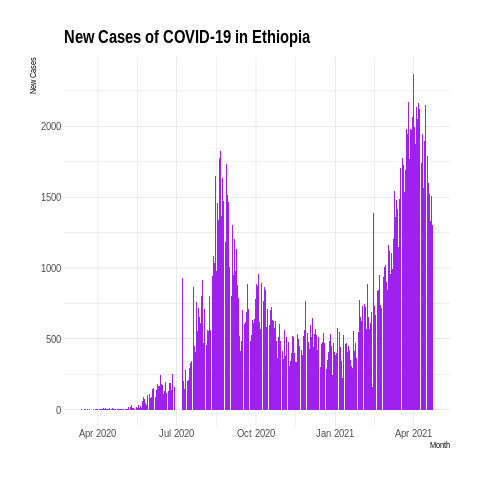 New Cases of COVID-19 in Ethiopia
New Cases
2000
1500
1000
500
0
Apr 2020 Jul 2020 Oct 2020 Jan 2021 Apr 2021
Month